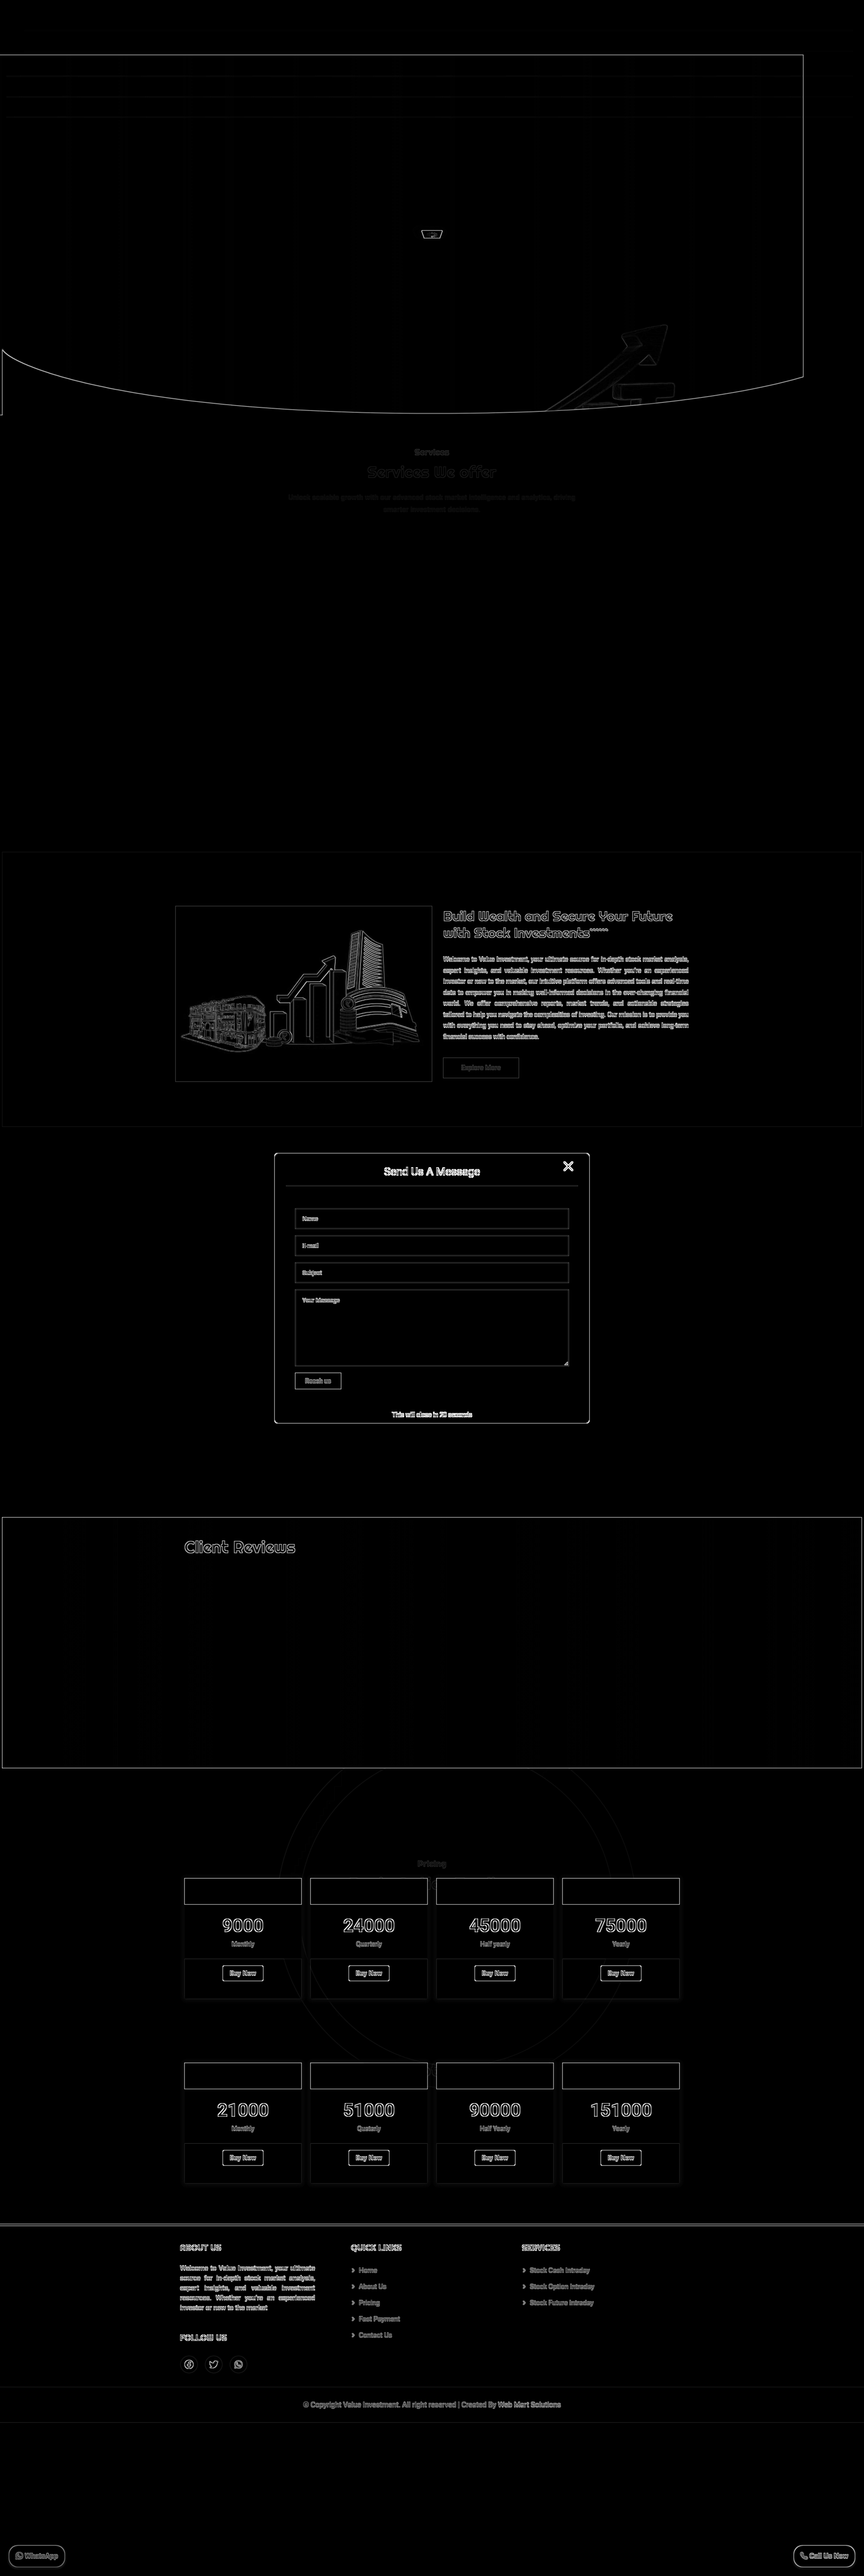 Services
Services We offer
Unlock scalable growth with our advanced stock market intelligence and analytics, driving
smarter investment decisions.
Build Wealth and Secure Your Future
with Stock Investments
Welcome to Value Investment, your ultimate source for in-depth stock market analysis,
expert insights, and valuable investment resources. Whether you're an experienced
investor or new to the market, our intuitive platform offers advanced tools and real-time
data to empower you in making well-informed decisions in the ever-changing financial
world. We offer comprehensive reports, market trends, and actionable strategies
tailored to help you navigate the complexities of investing. Our mission is to provide you
with everything you need to stay ahead, optimize your portfolio, and achieve long-term
financial success with confidence.
Explore More
Send Us A Message
Name
E-mail
Subject
Your Message
Reach us
This will close in 20 seconds
Client Reviews
Pricing
9000
24000
45000
75000
Monthly
Quarterly
Half yearly
Yearly
Buy Now
Buy Now
Buy Now
Buy Now
21000
51000
90000
151000
Monthly
Quaterly
Half Yearly
Yearly
Buy Now
Buy Now
Buy Now
Buy Now
ABOUT US
Welcome to Value Investment, your ultimate
source for in-depth stock market analysis,
expert insights, and valuable investment
resources. Whether you're an experienced
investor or new to the market
FOLLOW US
QUICK LINKS
Home
About Us
Pricing
Fast Payment
Contact Us
SERVICES
Stock Cash Intraday
Stock Option Intraday
Stock Future Intraday
© Copyright Value Investment. All right reserved | Created By Web Mart Solutions
WhatsApp
Call Us Now